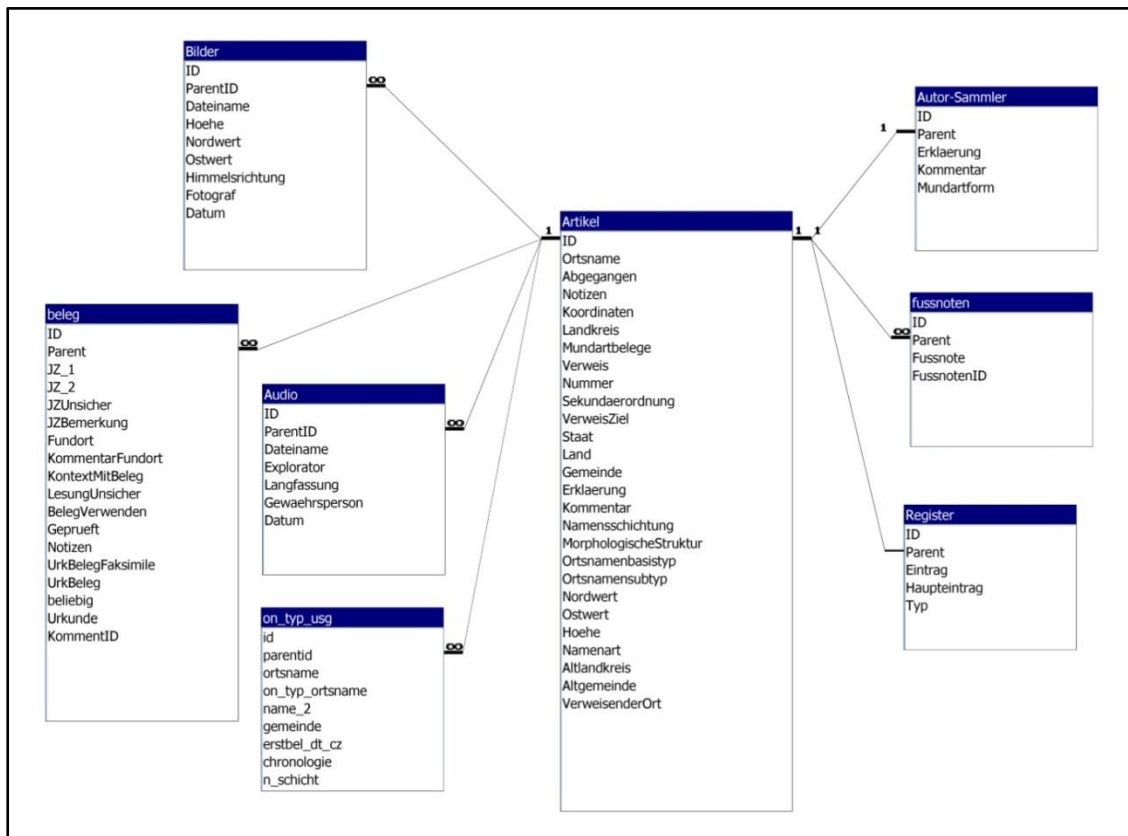 Bilder
ID
ParentID
Dateiname
Hoehe
Nordwert
Ostwert
Himmelsrichtung
Fotograf
Datum
∞
beleg
ID
Parent
JZ_1
JZ_2
JZUnsicher
JZBemerkung
Fundort
KommentarFundort
KontextMitBeleg
LesungUnsicher
BelegVerwenden
Geprueft
Notizen
UrkBelegFaksimile
UrkBeleg
beliebig
Urkunde
KommentID
∞
Audio
ID
ParentID
Dateiname
Explorator
Langfassung
Gewaehrsperson
Datum
∞
on_typ_usg
id
parentid
ortsname
on_typ_ortsname
name_2
gemeinde
erstbel_dt_cz
chronologie
n_schicht
∞
1
Artikel
ID
Ortsname
Abgegangen
Notizen
Koordinaten
Landkreis
Mundartbelege
Verweis
Nummer
Sekundaerordnung
VerweisZiel
Staat
Land
Gemeinde
Erklaerung
Kommentar
Namensschichtung
MorphologischeStruktur
Ortsnamenbasistyp
Ortsnamensubtyp
Nordwert
Ostwert
Hoehe
Namenart
Altlandkreis
Altgemeinde
VerweisenderOrt
1 1
1
Autor-Sammler
ID
Parent
Erklaerung
Kommentar
Mundartform
∞
fussnoten
ID
Parent
Fussnote
FussnotenID
Register
ID
Parent
Eintrag
Haupteintrag
Typ